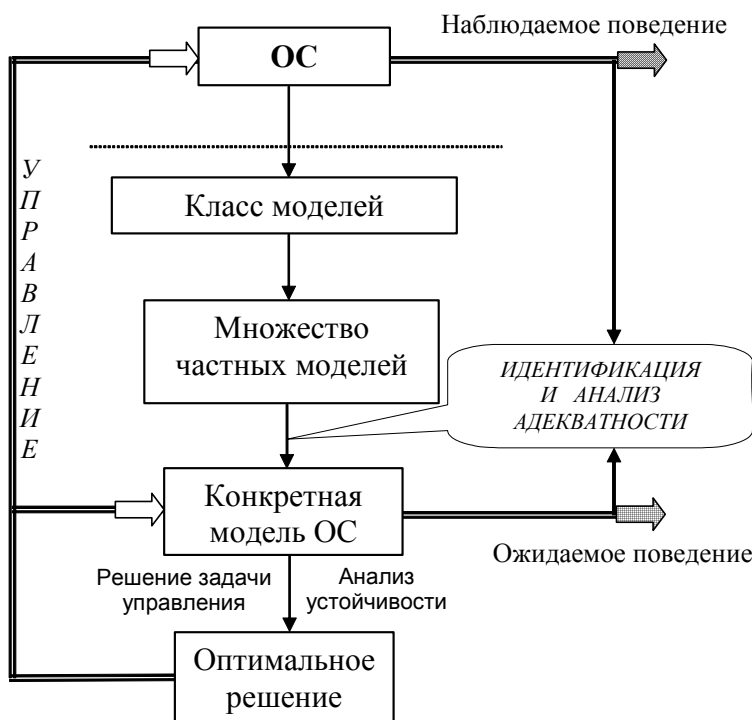 Наблюдаемое поведение
ОС
УПРАВЛЕНИЕ
Класс моделей
Множество
частных моделей
ИДЕНТИФИКАЦИЯ
И АНАЛИЗ
АДЕКВАТНОСТИ
Конкретная
модель ОС
Ожидаемое поведение
Решение задачи
управления
Анализ
устойчивости
Оптимальное
решение